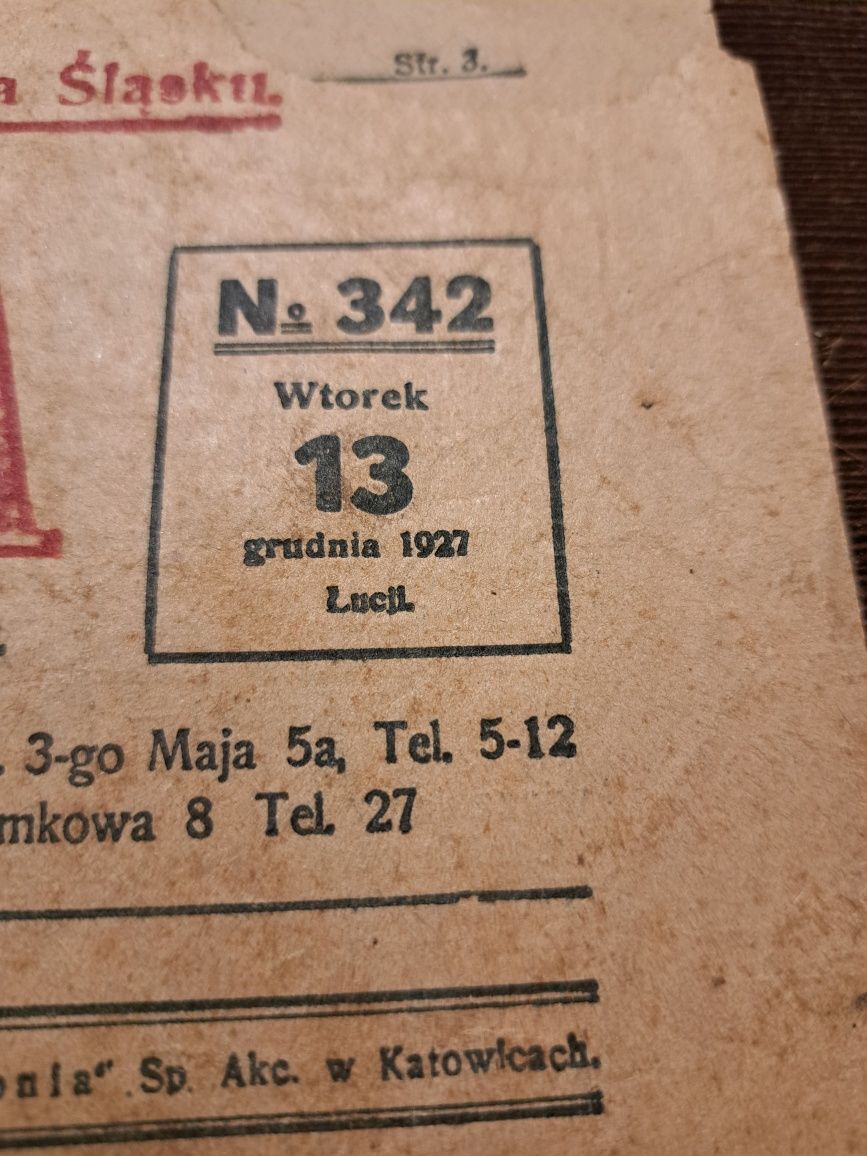 a Śląsku.
Str. 3.
№ 342
Wtorek
13
grudnia 1927
Łucji.
. 3-go Maja 5a, Tel. 5-12
mkowa 8 Tel. 27
onia" Sp. Akc. w Katowicach.